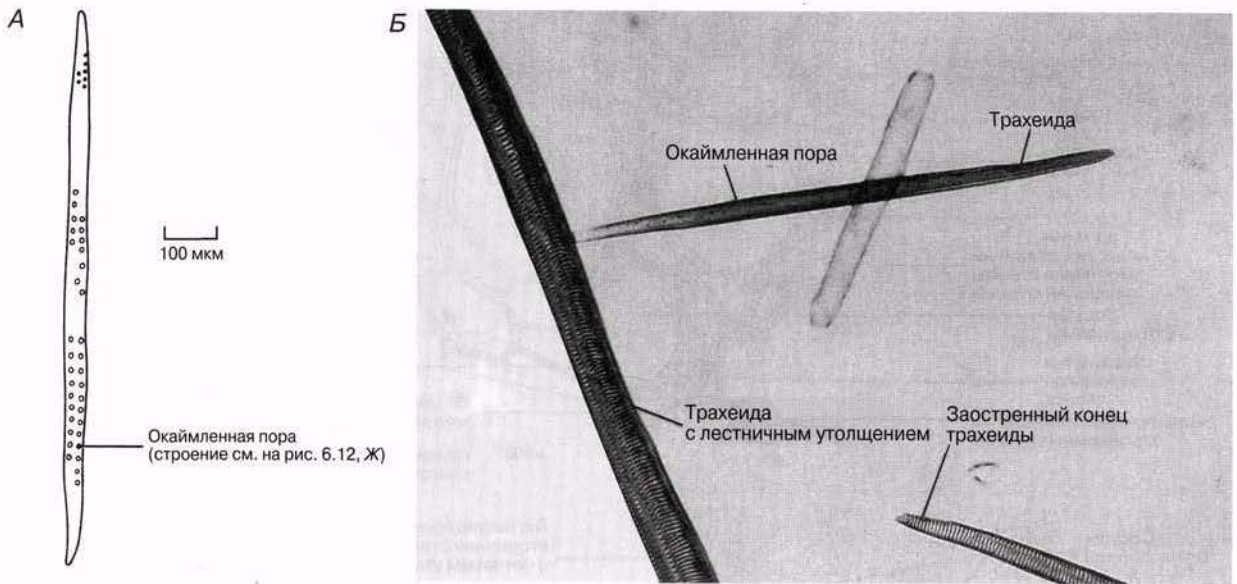 А
Б
100 мкм
Окаймленная пора
(строение см. на рис. 6.12, Ж)
Окаймленная пора
Трахеида
Трахеида
с лестничным утолщением
Заостренный конец
трахеиды